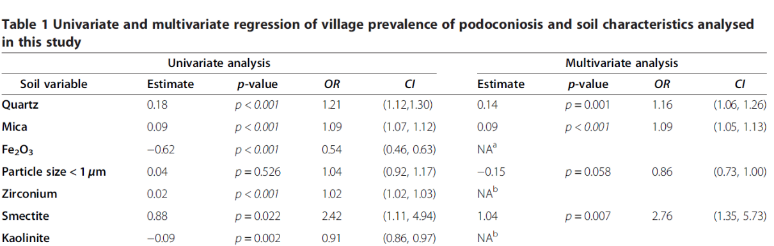 Table 1 Univariate and multivariate regression of village prevalence of podoconiosis and soil characteristics analysed
in this study
Univariate analysis Multivariate analysis
Soil variable Estimate p-value OR CI Estimate p-value OR CI
Quartz 0.18 p < 0.001 1.21 (1.12,1.30) 0.14 p = 0.001 1.16 (1.06, 1.26)
Mica 0.09 p < 0.001 1.09 (1.07, 1.12) 0.09 p < 0.001 1.09 (1.05, 1.13)
Fe₂O₃ −0.62 p < 0.001 0.54 (0.46, 0.63) NAᵃ
Particle size < 1 μm 0.04 p = 0.526 1.04 (0.92, 1.17) −0.15 p = 0.058 0.86 (0.73, 1.00)
Zirconium 0.02 p < 0.001 1.02 (1.02, 1.03) NAᵇ
Smectite 0.88 p = 0.022 2.42 (1.11, 4.94) 1.04 p = 0.007 2.76 (1.35, 5.73)
Kaolinite −0.09 p = 0.002 0.91 (0.86, 0.97) NAᵇ